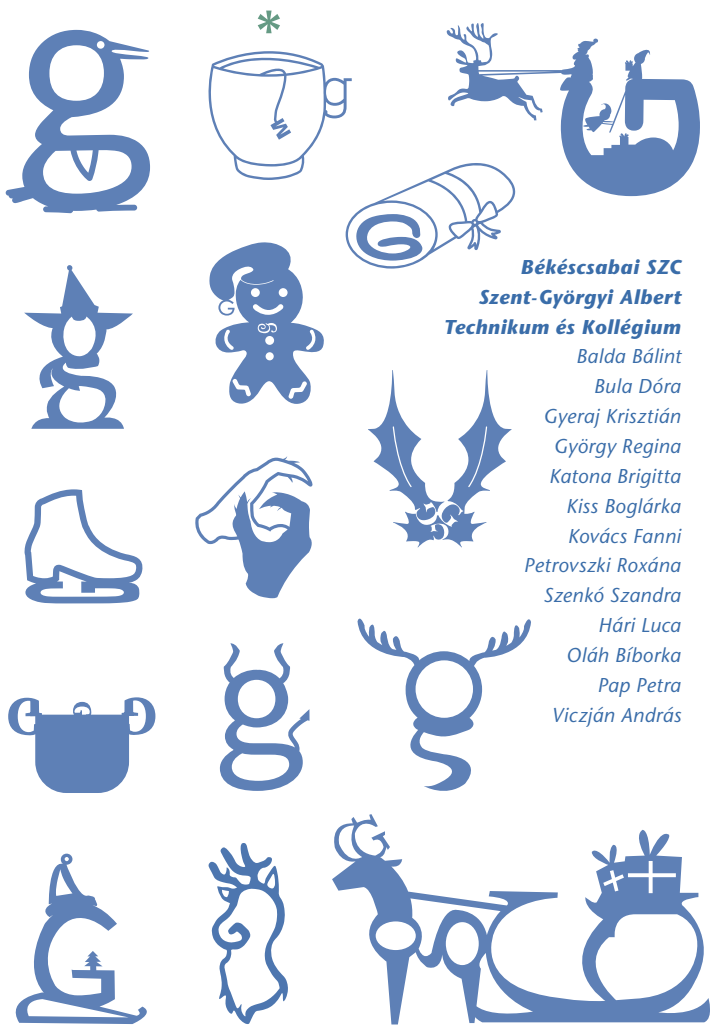 *
Békéscsabai SZC
Szent-Györgyi Albert
Technikum és Kollégium
Balda Bálint
Bula Dóra
Gyeraj Krisztián
György Regina
Katona Brigitta
Kiss Boglárka
Kovács Fanni
Petrovszki Roxána
Szenkó Szandra
Hári Luca
Oláh Bíborka
Pap Petra
Viczján András